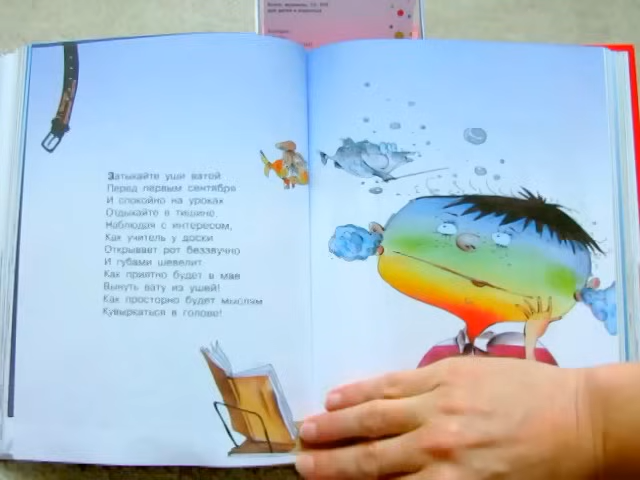 Затыкайте уши ватой
Перед первым сентября
И спокойно на уроках
Отдыхайте в тишине,
Наблюдая с интересом,
Как учитель у доски
Открывает рот беззвучно
И губами шевелит.
Как приятно будет в мае
Вынуть вату из ушей!
Как просторно будет мыслям
Кувыркаться в голове!